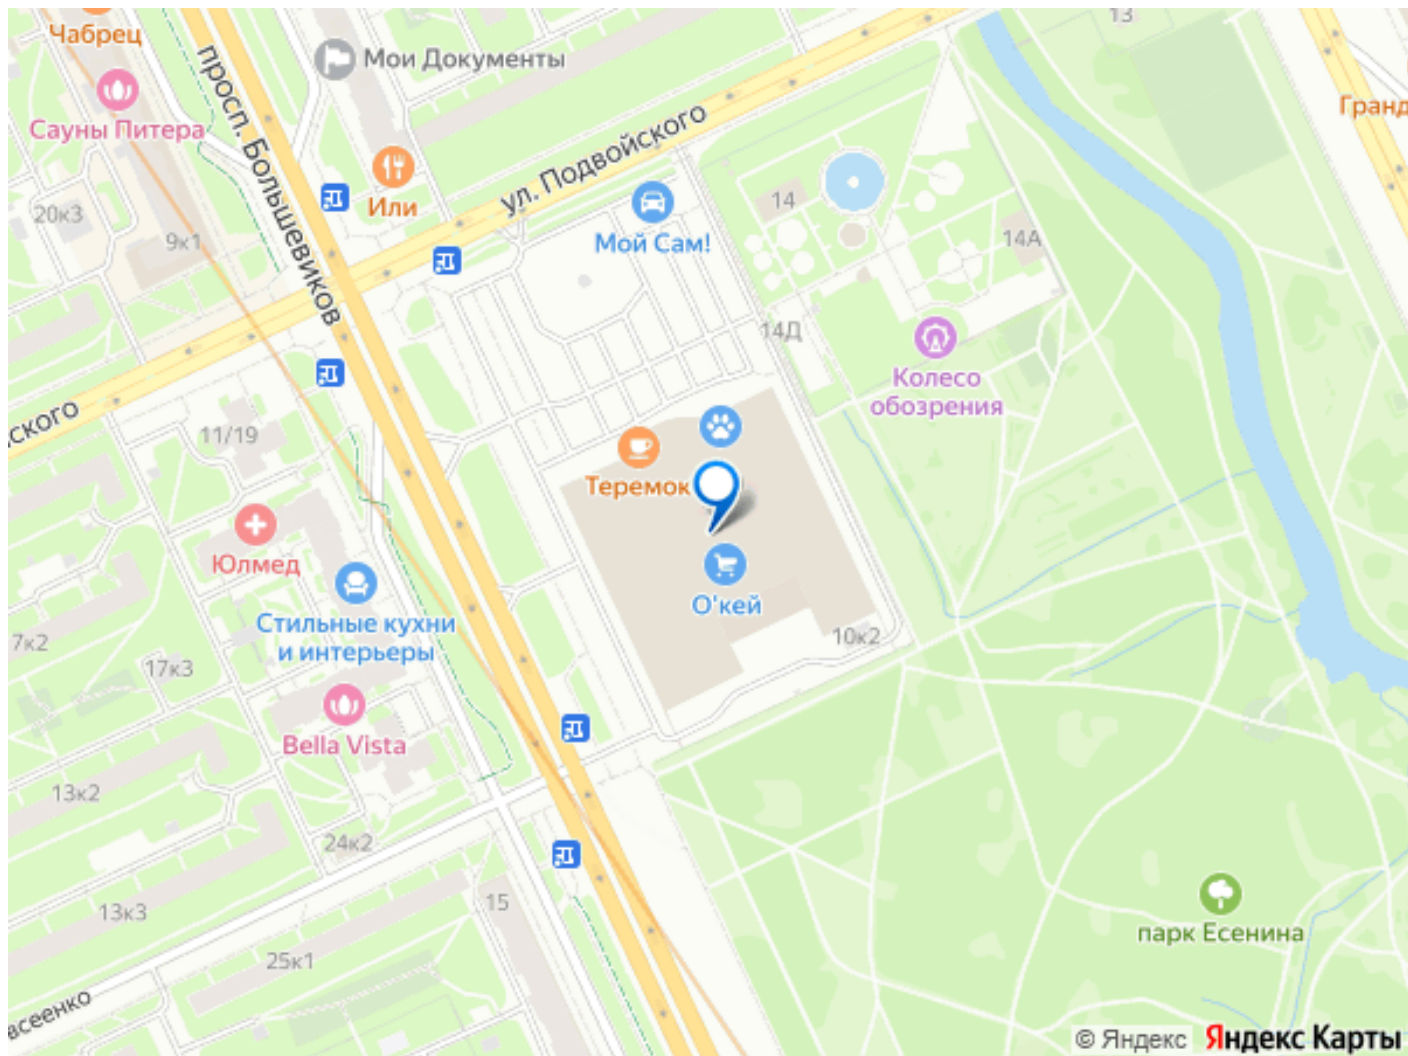 13
Чабрец
Мои Документы
Гранд
Сауны Питера
просп. Большевиков
ул. Подвойского
Или
20к3
9к1
14
Мой Сам!
14А
14Д
Колесо
обозрения
ского
11/19
Теремок
Юлмед
О'кей
Стильные кухни
и интерьеры
10к2
7к2
17к3
Bella Vista
13к2
24к2
15
13к3
парк Есенина
25к1
асеенко
© Яндекс Яндекс Карты